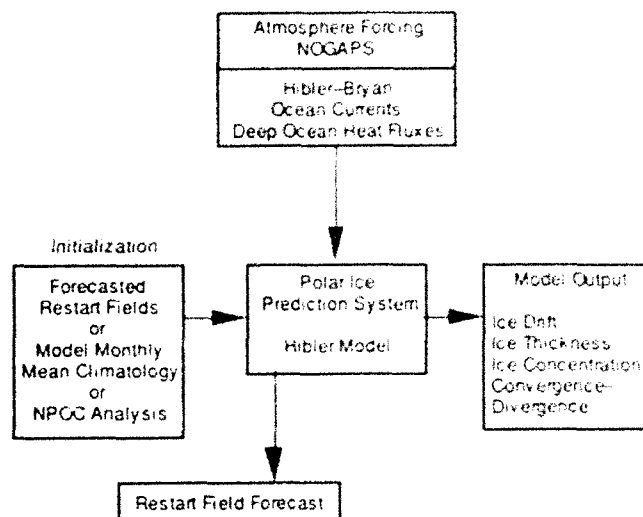 Atmosphere Forcing
NOGAPS
Hibler–Bryan
Ocean Currents
Deep Ocean Heat Fluxes
Initialization
Forecasted
Restart Fields
or
Model Monthly
Mean Climatology
or
NPOC Analysis
Polar Ice
Prediction System
Hibler Model
Model Output
Ice Drift
Ice Thickness
Ice Concentration
Convergence–
Divergence
Restart Field Forecast